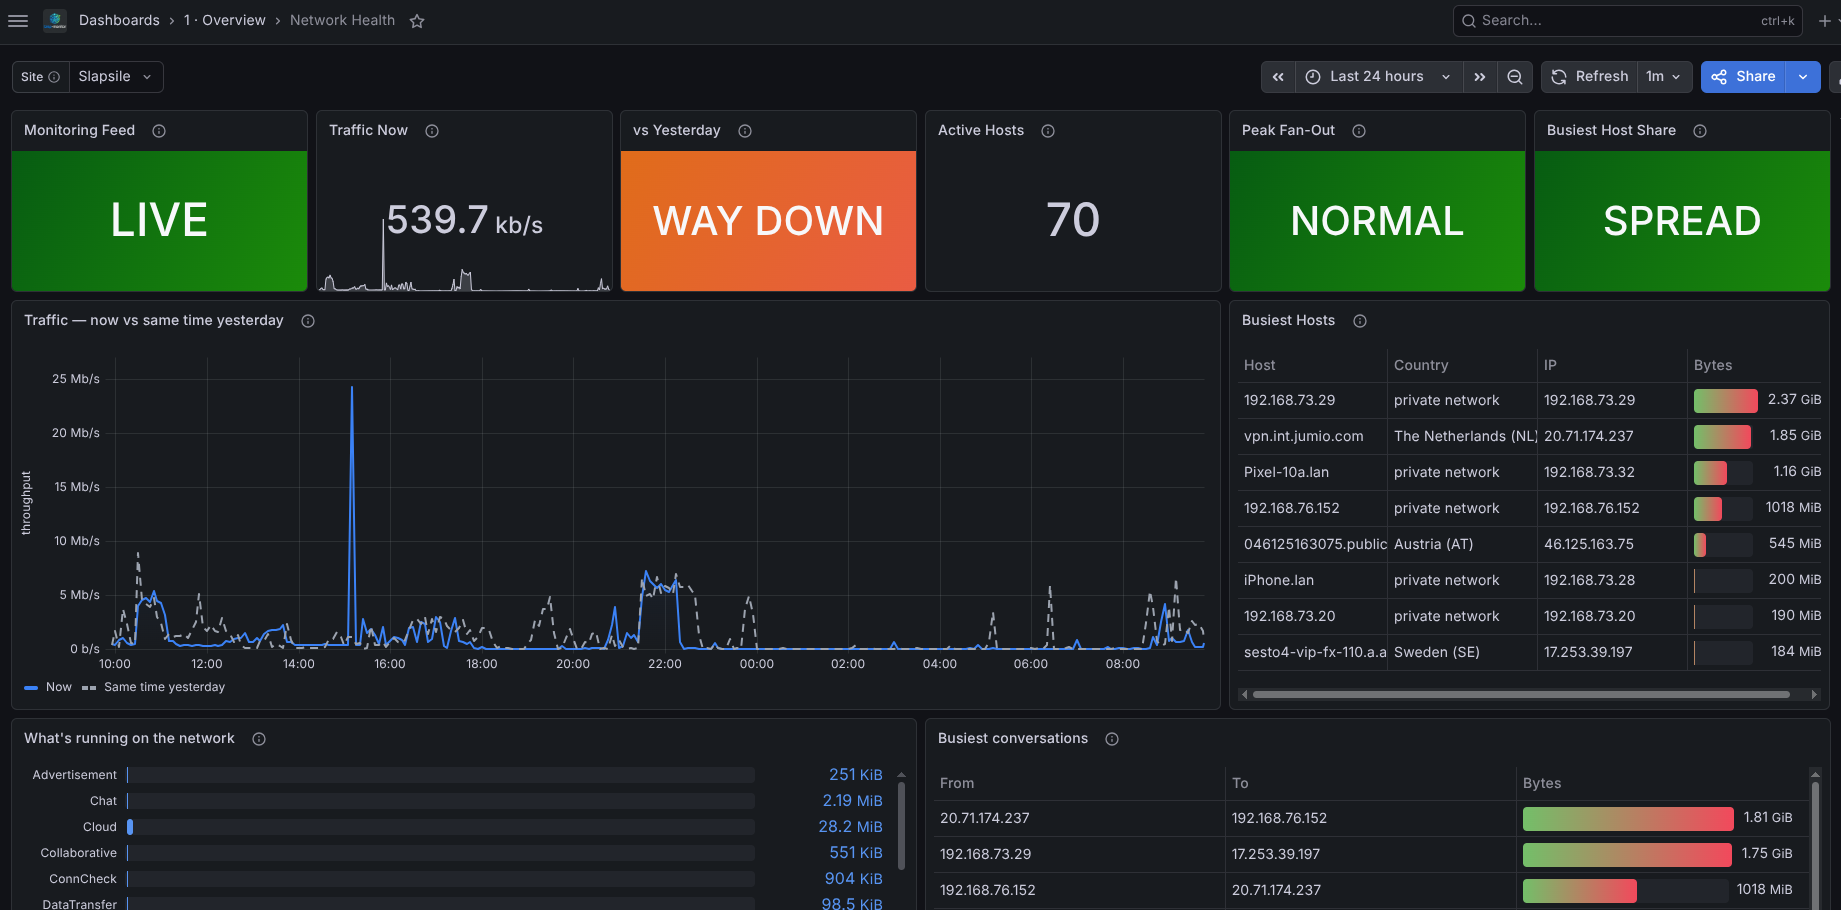 Dashboards › 1 · Overview › Network Health
Search... ctrl+k
Site Slapsile
Last 24 hours
Refresh 1m
Share
Monitoring Feed
LIVE
Traffic Now
539.7 kb/s
vs Yesterday
WAY DOWN
Active Hosts
70
Peak Fan-Out
NORMAL
Busiest Host Share
SPREAD
Traffic — now vs same time yesterday
throughput
25 Mb/s
20 Mb/s
15 Mb/s
10 Mb/s
5 Mb/s
0 b/s
10:00 12:00 14:00 16:00 18:00 20:00 22:00 00:00 02:00 04:00 06:00 08:00
Now Same time yesterday
Busiest Hosts
Host Country IP Bytes
192.168.73.29 private network 192.168.73.29 2.37 GiB
vpn.int.jumio.com The Netherlands (NL) 20.71.174.237 1.85 GiB
Pixel-10a.lan private network 192.168.73.32 1.16 GiB
192.168.76.152 private network 192.168.76.152 1018 MiB
046125163075.public Austria (AT) 46.125.163.75 545 MiB
iPhone.lan private network 192.168.73.28 200 MiB
192.168.73.20 private network 192.168.73.20 190 MiB
sesto4-vip-fx-110.a.a Sweden (SE) 17.253.39.197 184 MiB
What's running on the network
Advertisement 251 KiB
Chat 2.19 MiB
Cloud 28.2 MiB
Collaborative 551 KiB
ConnCheck 904 KiB
DataTransfer 98.5 KiB
Busiest conversations
From To Bytes
20.71.174.237 192.168.76.152 1.81 GiB
192.168.73.29 17.253.39.197 1.75 GiB
192.168.76.152 20.71.174.237 1018 MiB